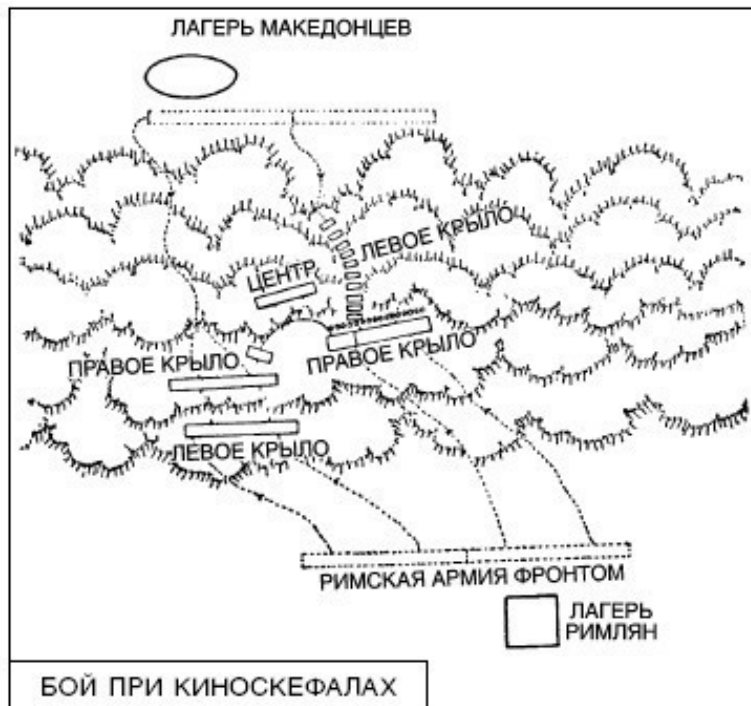 ЛАГЕРЬ МАКЕДОНЦЕВ
ЛЕВОЕ КРЫЛО
ЦЕНТР
ПРАВОЕ КРЫЛО
ПРАВОЕ КРЫЛО
ЛЕВОЕ КРЫЛО
РИМСКАЯ АРМИЯ ФРОНТОМ
ЛАГЕРЬ
РИМЛЯН
БОЙ ПРИ КИНОСКЕФАЛАХ